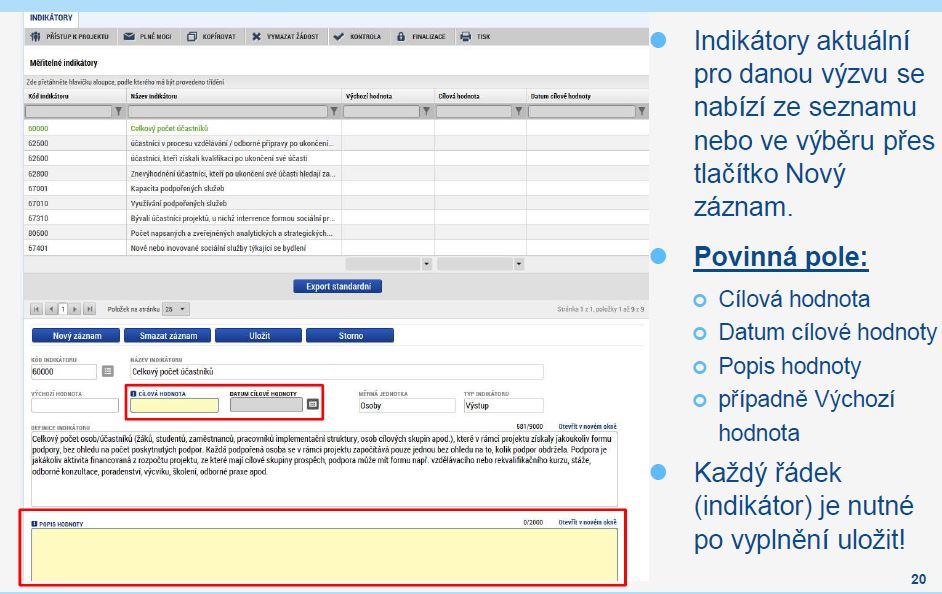 INDIKÁTORY
PŘÍSTUP K PROJEKTU PLNÉ MOCI KOPÍROVAT VYMAZAT ŽÁDOST KONTROLA FINALIZACE TISK
Měřitelné indikátory
Zde přetáhněte hlavičku sloupce, podle kterého má být provedeno třídění
Kód indikátoru Název indikátoru Výchozí hodnota Cílová hodnota Datum cílové hodnoty
60000 Celkový počet účastníků
62500 účastníci v procesu vzdělávání / odborné přípravy po ukončení...
62600 účastníci, kteří získali kvalifikaci po ukončení své účasti
62800 Znevýhodnění účastníci, kteří po ukončení své účasti hledají za...
67001 Kapacita podpořených služeb
67010 Využívání podpořených služeb
67310 Bývalí účastníci projektů, u nichž intervence formou sociální pr...
80500 Počet napsaných a zveřejněných analytických a strategických...
67401 Nové nebo inovované sociální služby týkající se bydlení
Export standardní
1 Položek na stránku 25 Stránka 1 z 1, položky 1 až 9 z 9
Nový záznam Smazat záznam Uložit Storno
KÓD INDIKÁTORU NÁZEV INDIKÁTORU
60000 Celkový počet účastníků
VÝCHOZÍ HODNOTA CÍLOVÁ HODNOTA DATUM CÍLOVÉ HODNOTY MĚRNÁ JEDNOTKA TYP INDIKÁTORU
Osoby Výstup
DEFINICE INDIKÁTORU 581/9000 Otevřít v novém okně
Celkový počet osob/účastníků (žáků, studentů, zaměstnanců, pracovníků implementační struktury, osob cílových skupin apod.), které v rámci projektu získaly jakoukoliv formu
podpory, bez ohledu na počet poskytnutých podpor. Každá podpořená osoba se v rámci projektu započítává pouze jednou bez ohledu na to, kolik podpor obdržela. Podpora je
jakákoliv aktivita financovaná z rozpočtu projektu, ze které mají cílové skupiny prospěch, podpora může mít formu např. vzdělávacího nebo rekvalifikačního kurzu, stáže,
odborné konzultace, poradenství, výcviku, školení, odborné praxe apod.
POPIS HODNOTY 0/2000 Otevřít v novém okně
Indikátory aktuální
pro danou výzvu se
nabízí ze seznamu
nebo ve výběru přes
tlačítko Nový
záznam.
Povinná pole:
Cílová hodnota
Datum cílové hodnoty
Popis hodnoty
případně Výchozí
hodnota
Každý řádek
(indikátor) je nutné
po vyplnění uložit!
20